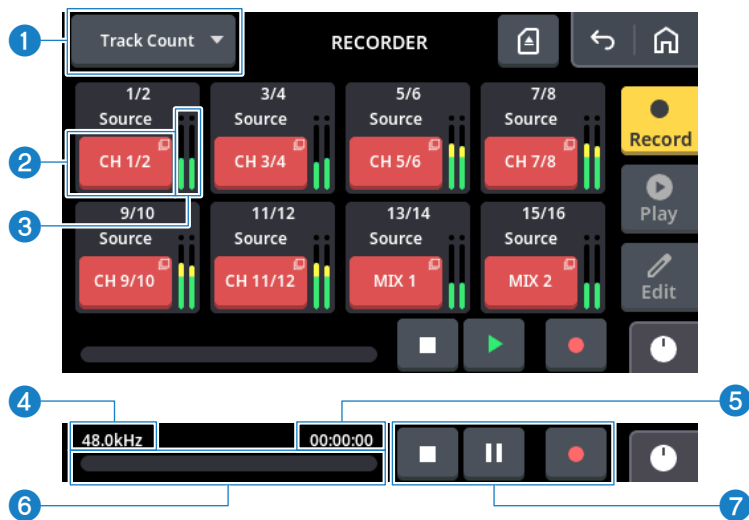 1
Track Count
RECORDER
1/2
3/4
5/6
7/8
Source
Source
Source
Source
Record
2
CH 1/2
CH 3/4
CH 5/6
CH 7/8
3
Play
9/10
11/12
13/14
15/16
Source
Source
Source
Source
CH 9/10
CH 11/12
MIX 1
MIX 2
Edit
4
5
48.0kHz
00:00:00
6
7